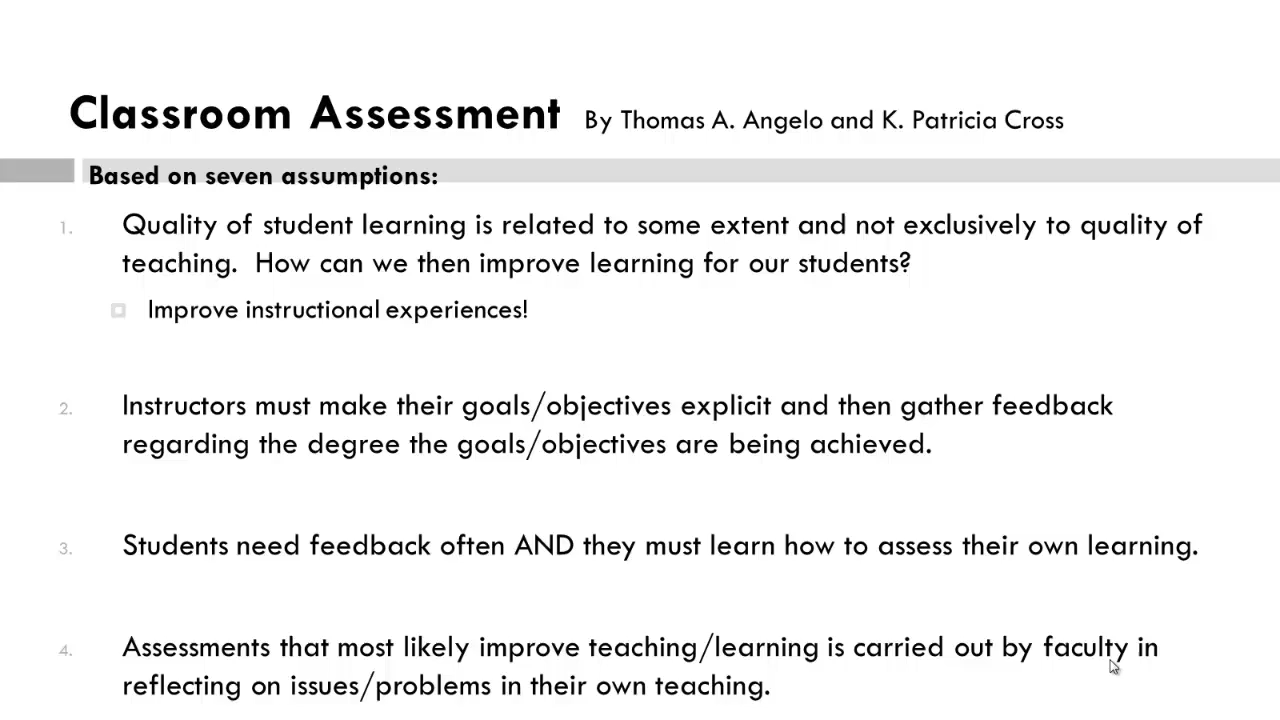 Classroom Assessment By Thomas A. Angelo and K. Patricia Cross
Based on seven assumptions:
1. Quality of student learning is related to some extent and not exclusively to quality of
teaching. How can we then improve learning for our students?
Improve instructional experiences!
2. Instructors must make their goals/objectives explicit and then gather feedback
regarding the degree the goals/objectives are being achieved.
3. Students need feedback often AND they must learn how to assess their own learning.
4. Assessments that most likely improve teaching/learning is carried out by faculty in
reflecting on issues/problems in their own teaching.